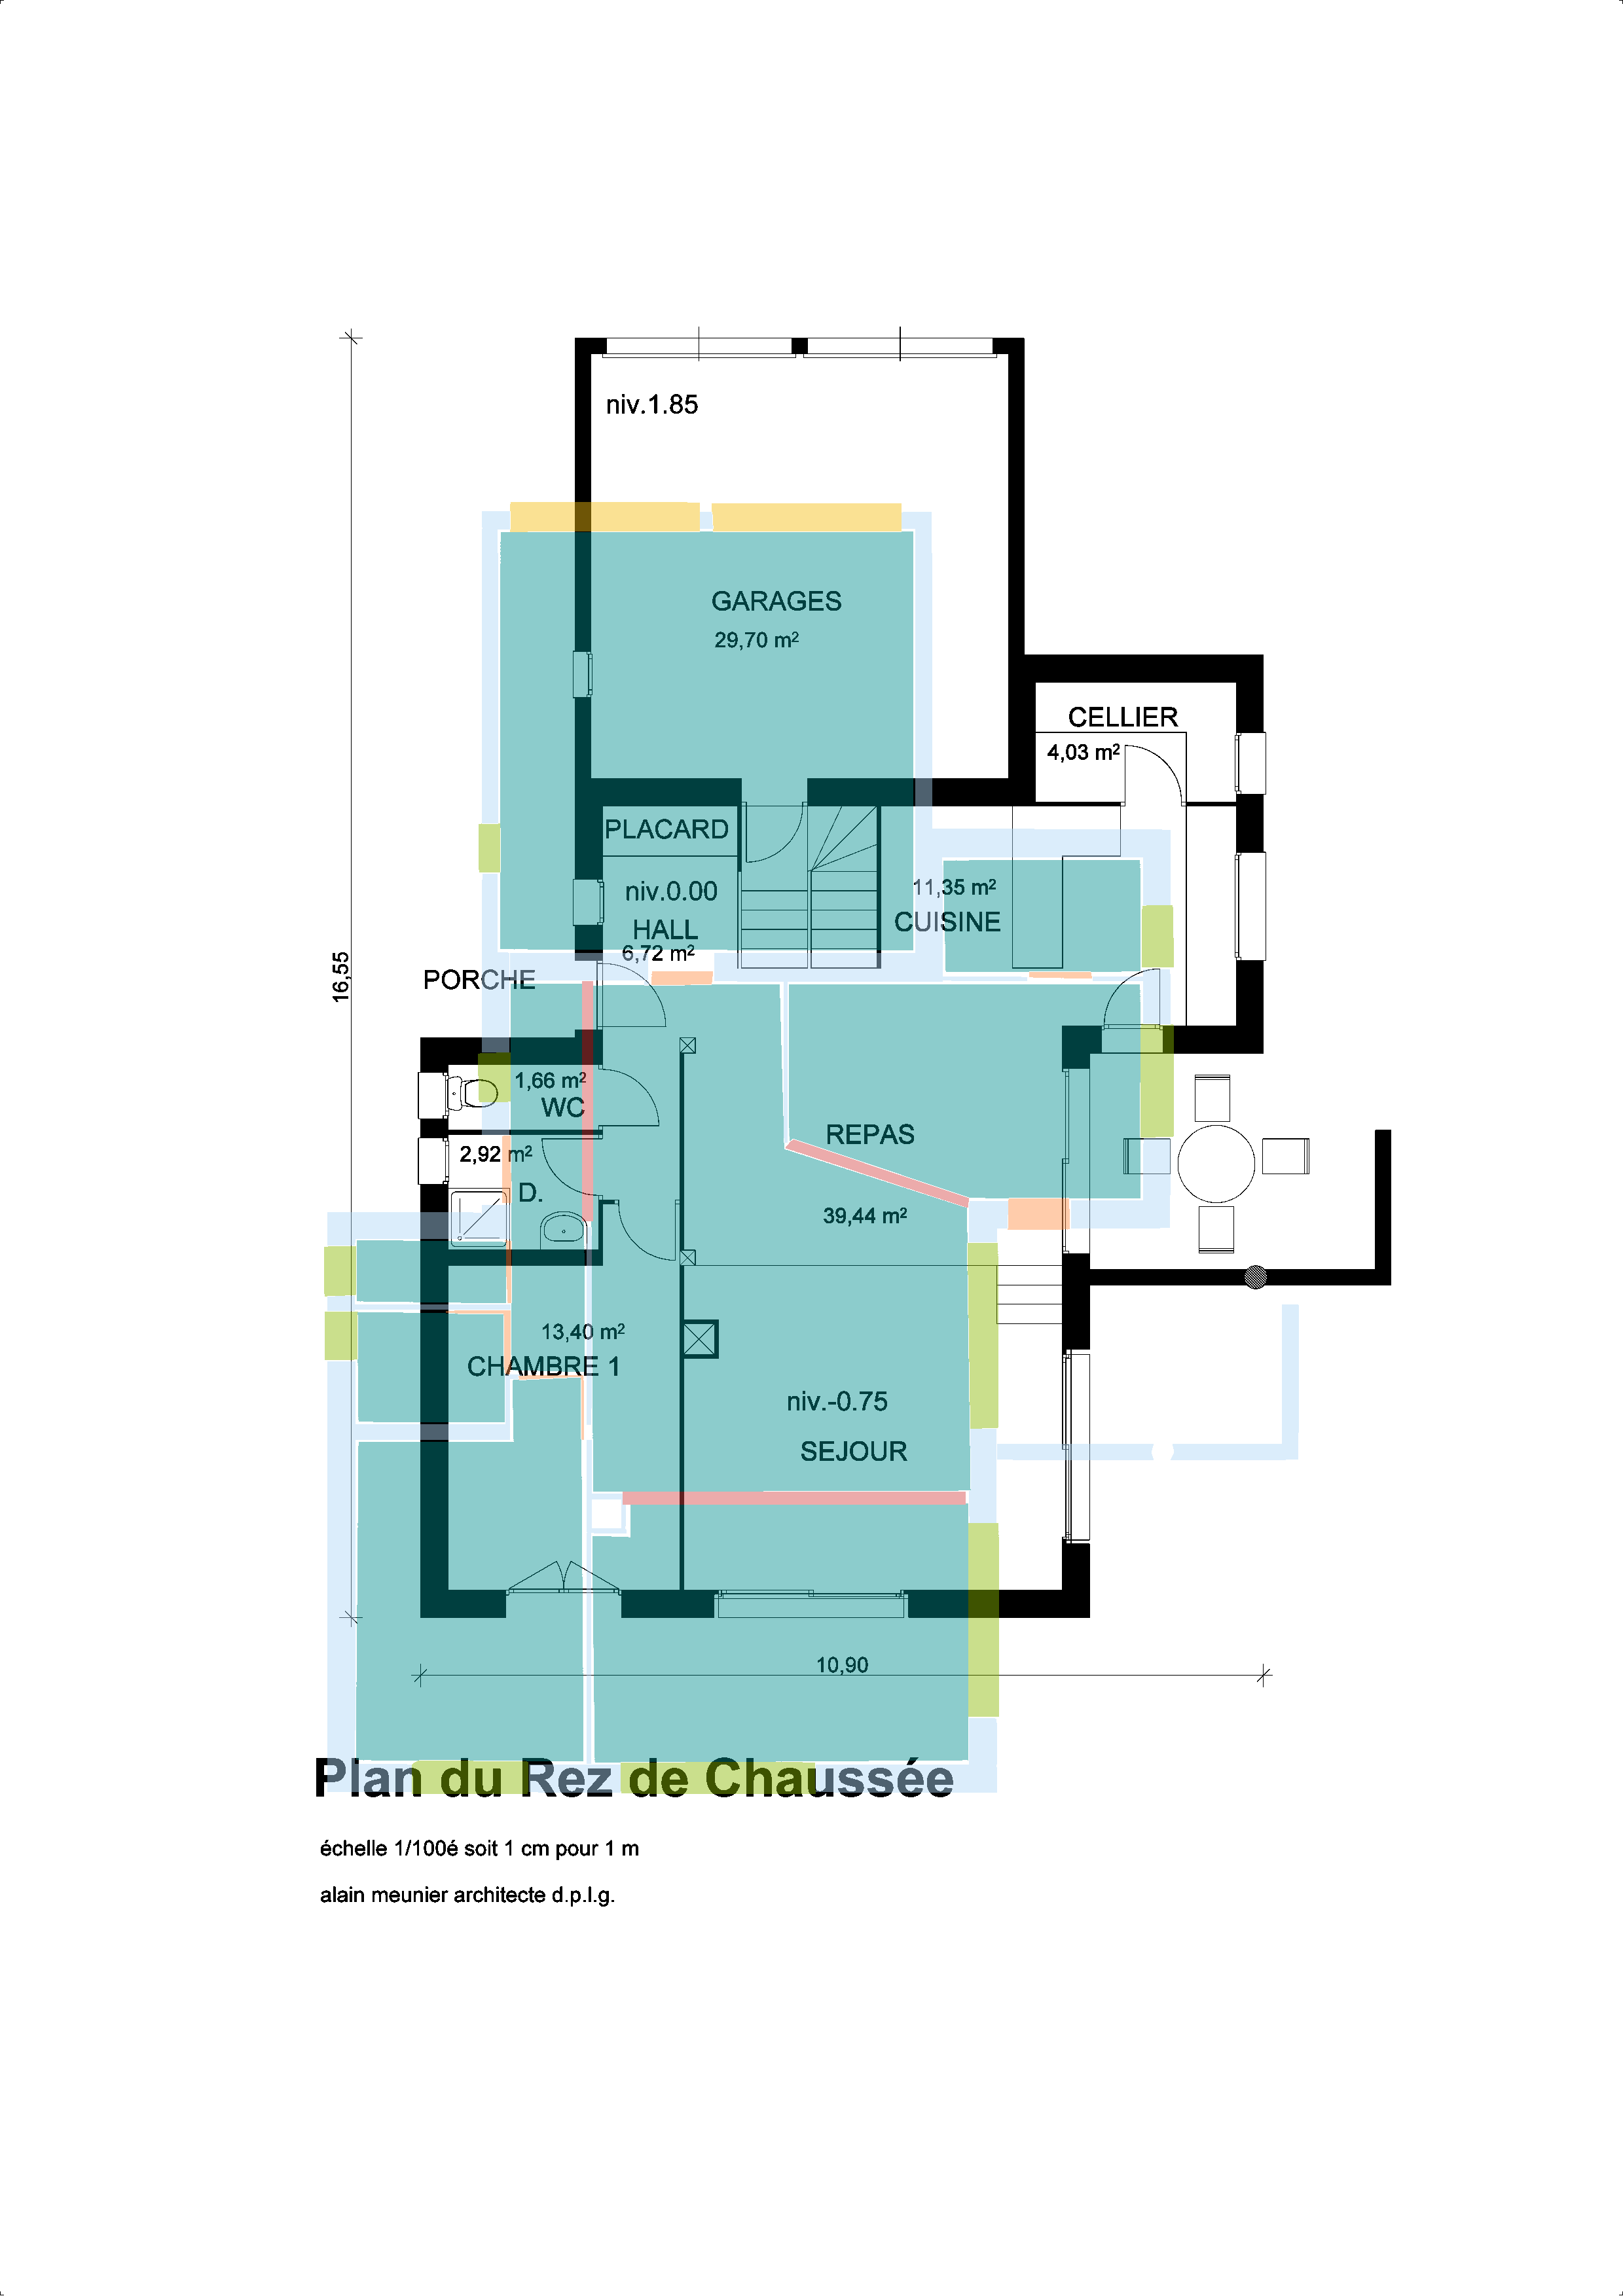 niv.1.85
GARAGES
29,70 m²
CELLIER
4,03 m²
PLACARD
niv.0.00
11,35 m²
CUISINE
HALL
6,72 m²
16,55
PORCHE
1,66 m²
WC
REPAS
2,92 m²
D.
39,44 m²
13,40 m²
CHAMBRE 1
niv.-0.75
SEJOUR
10,90
Plan du Rez de Chaussée
échelle 1/100é soit 1 cm pour 1 m
alain meunier architecte d.p.l.g.